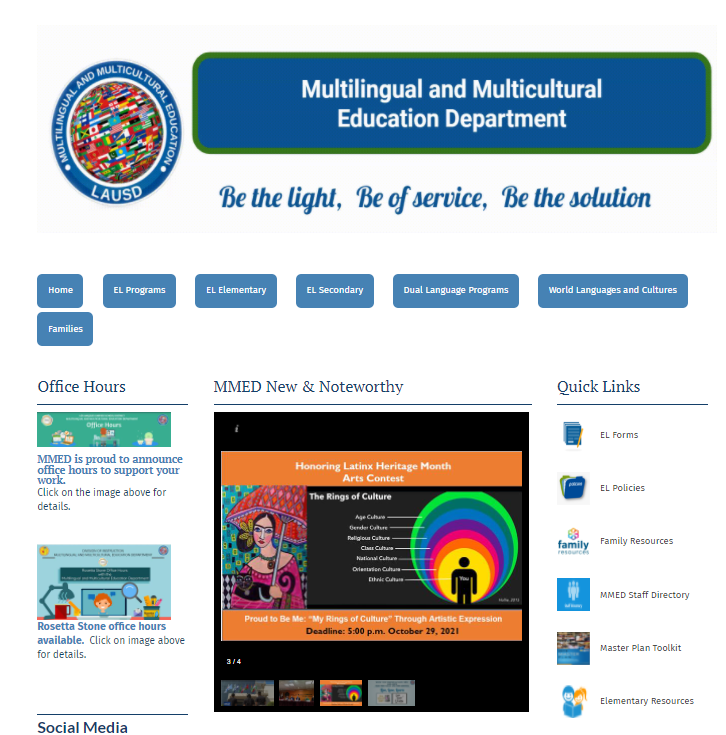 MULTILINGUAL AND MULTICULTURAL EDUCATION
LAUSD
Multilingual and Multicultural
Education Department
Be the light, Be of service, Be the solution
Home
EL Programs
EL Elementary
EL Secondary
Dual Language Programs
World Languages and Cultures
Families
Office Hours
Office Hours
MMED is proud to announce
office hours to support your
work.
Click on the image above for
details.
Rosetta Stone office hours
available. Click on image above
for details.
Social Media
MMED New & Noteworthy
i
Honoring Latinx Heritage Month
Arts Contest
The Rings of Culture
Age Culture
Gender Culture
Religious Culture
Class Culture
National Culture
Orientation Culture
Ethnic Culture
You
Proud to Be Me: “My Rings of Culture” Through Artistic Expression
Deadline: 5:00 p.m. October 29, 2021
3 / 4
Quick Links
EL Forms
EL Policies
family
resources
Family Resources
MMED Staff Directory
Master Plan Toolkit
Elementary Resources